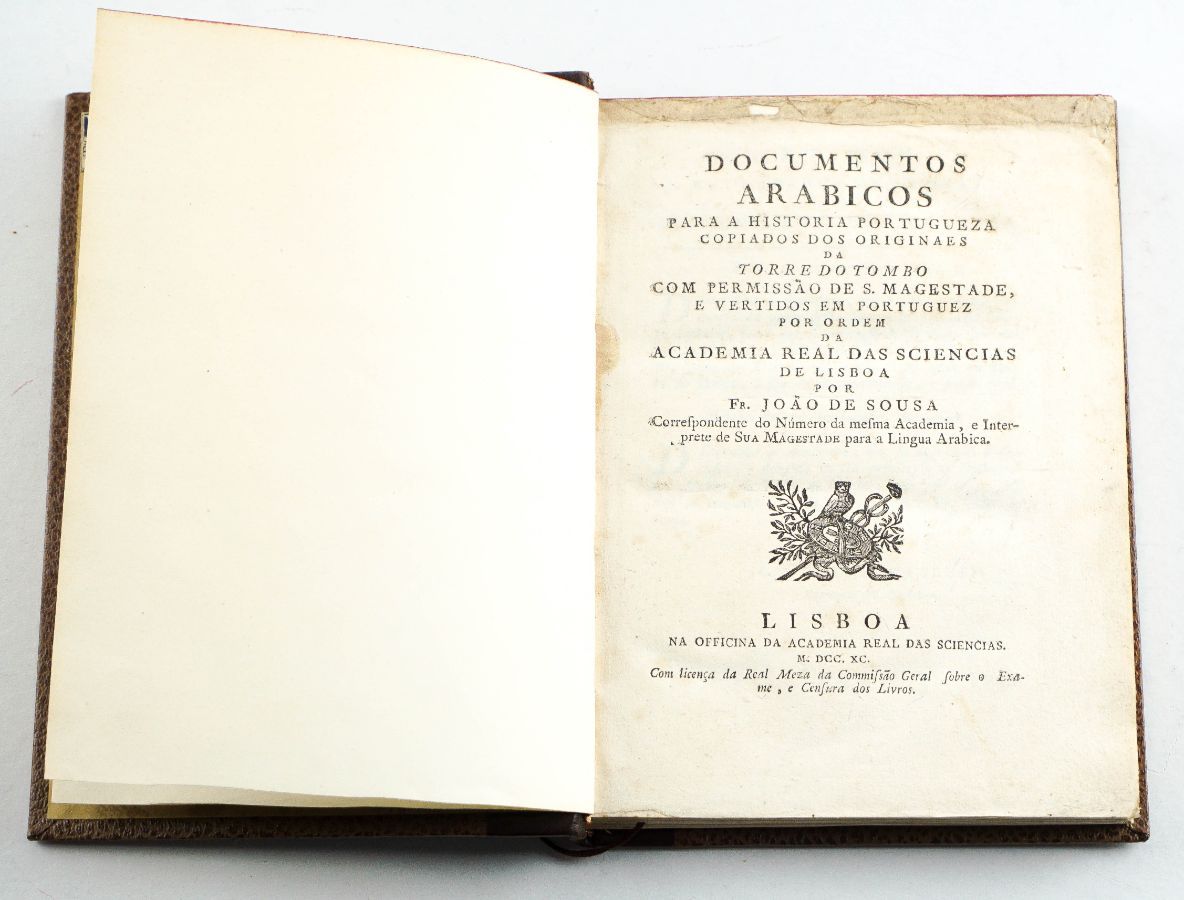 DOCUMENTOS
ARABICOS
PARA A HISTORIA PORTUGUEZA
COPIADOS DOS ORIGINAES
DA
TORRE DO TOMBO
COM PERMISSÃO DE S. MAGESTADE,
E VERTIDOS EM PORTUGUEZ
POR ORDEM
DA
ACADEMIA REAL DAS SCIENCIAS
DE LISBOA
POR
FR. JOÃO DE SOUSA
Correſpondente do Número da meſma Academia, e Inter-
prete de SUA MAGESTADE para a Lingua Arabica.
LISBOA
NA OFFICINA DA ACADEMIA REAL DAS SCIENCIAS.
M. DCC. XC.
Com licença da Real Meza da Commiſsão Geral ſobre o Exa-
me, e Cenſura dos Livros.